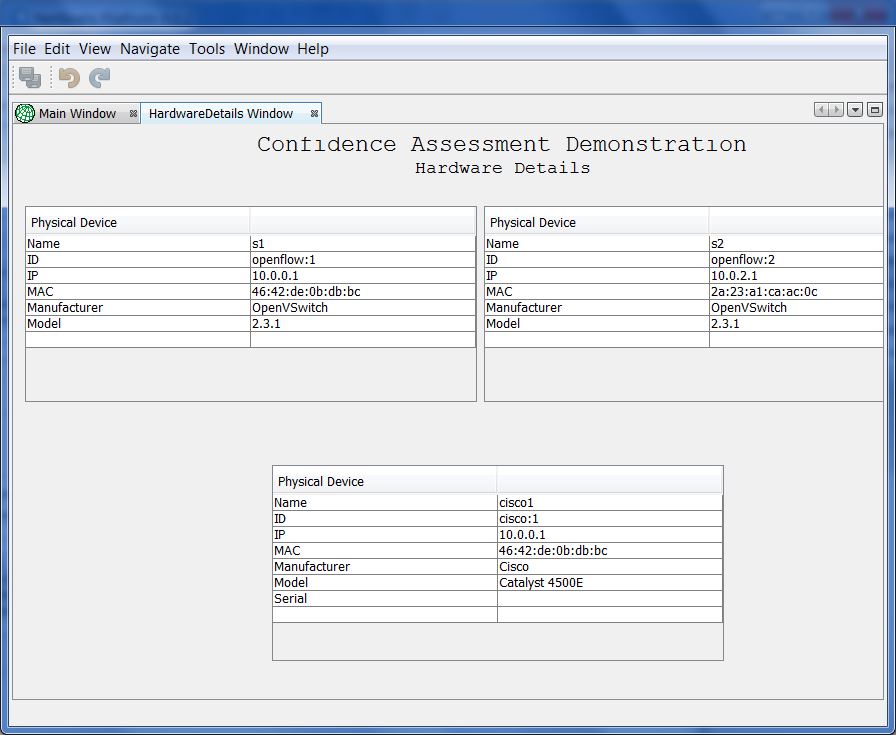 File Edit View Navigate Tools Window Help
Main Window HardwareDetails Window
Confidence Assessment Demonstration
Hardware Details
Physical Device
Name s1
ID openflow:1
IP 10.0.0.1
MAC 46:42:de:0b:db:bc
Manufacturer OpenVSwitch
Model 2.3.1
Physical Device
Name s2
ID openflow:2
IP 10.0.2.1
MAC 2a:23:a1:ca:ac:0c
Manufacturer OpenVSwitch
Model 2.3.1
Physical Device
Name cisco1
ID cisco:1
IP 10.0.0.1
MAC 46:42:de:0b:db:bc
Manufacturer Cisco
Model Catalyst 4500E
Serial